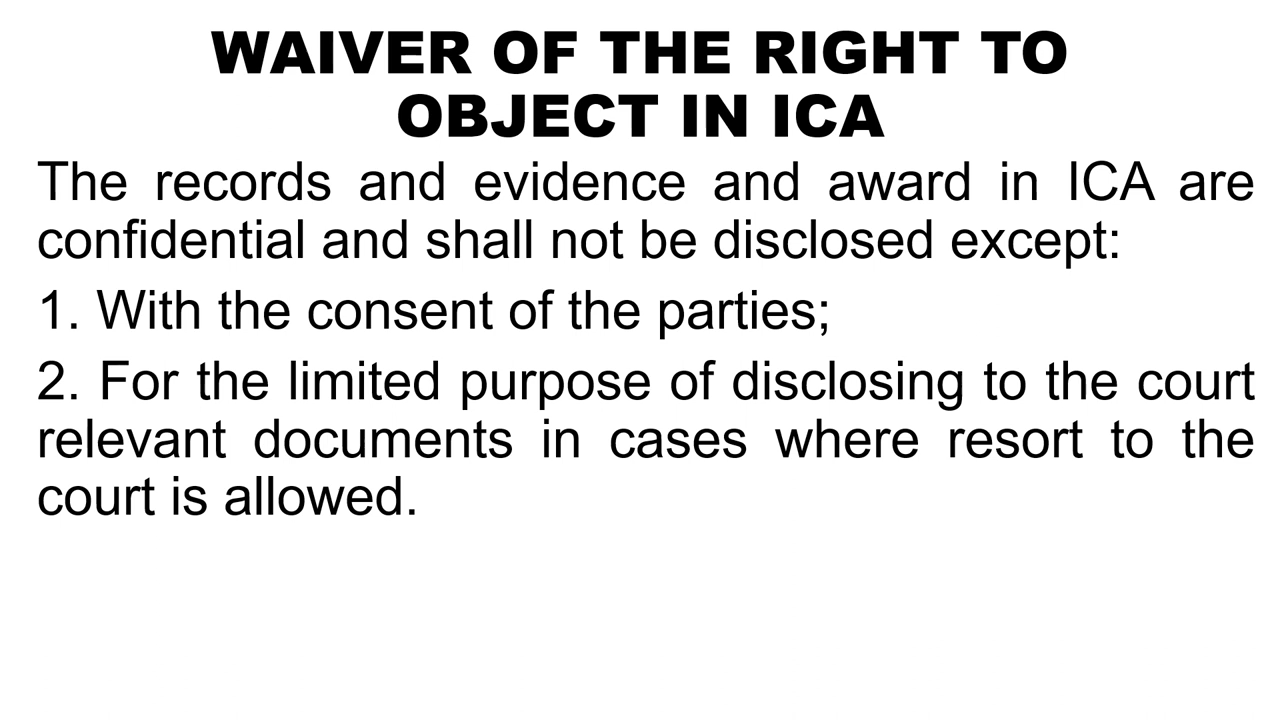 WAIVER OF THE RIGHT TO
OBJECT IN ICA
The records and evidence and award in ICA are
confidential and shall not be disclosed except:
1. With the consent of the parties;
2. For the limited purpose of disclosing to the court
relevant documents in cases where resort to the
court is allowed.